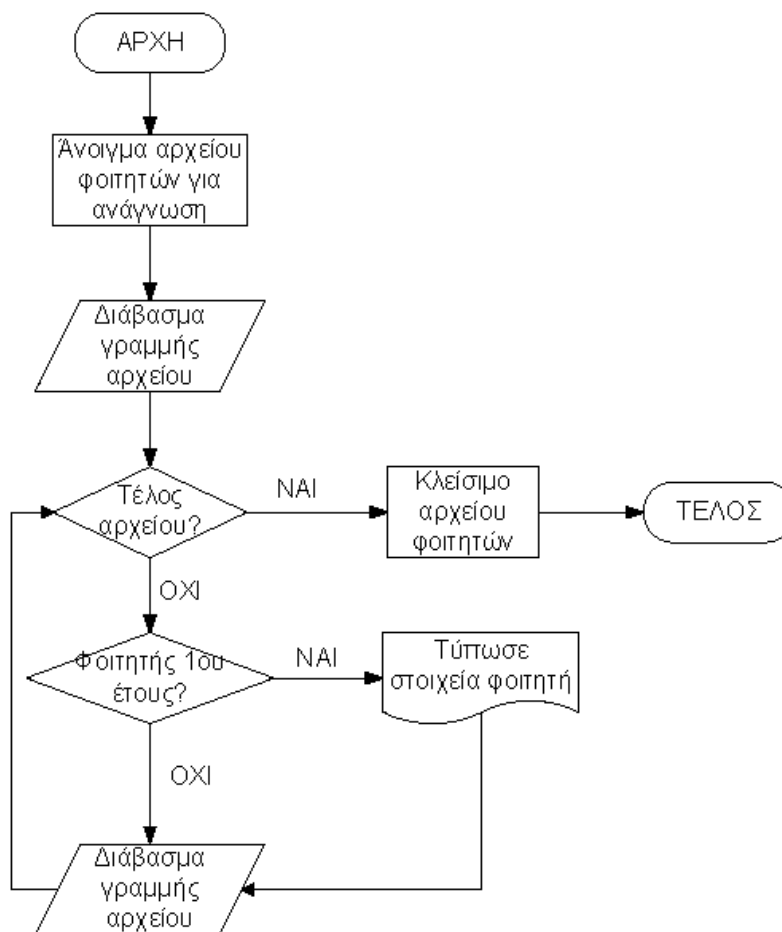 ΑΡΧΗ
Άνοιγμα αρχείου
φοιτητών για
ανάγνωση
Διάβασμα
γραμμής
αρχείου
Τέλος
αρχείου?
ΝΑΙ
Κλείσιμο
αρχείου
φοιτητών
ΤΕΛΟΣ
ΟΧΙ
Φοιτητής 1ου
έτους?
ΝΑΙ
Τύπωσε
στοιχεία φοιτητή
ΟΧΙ
Διάβασμα
γραμμής
αρχείου